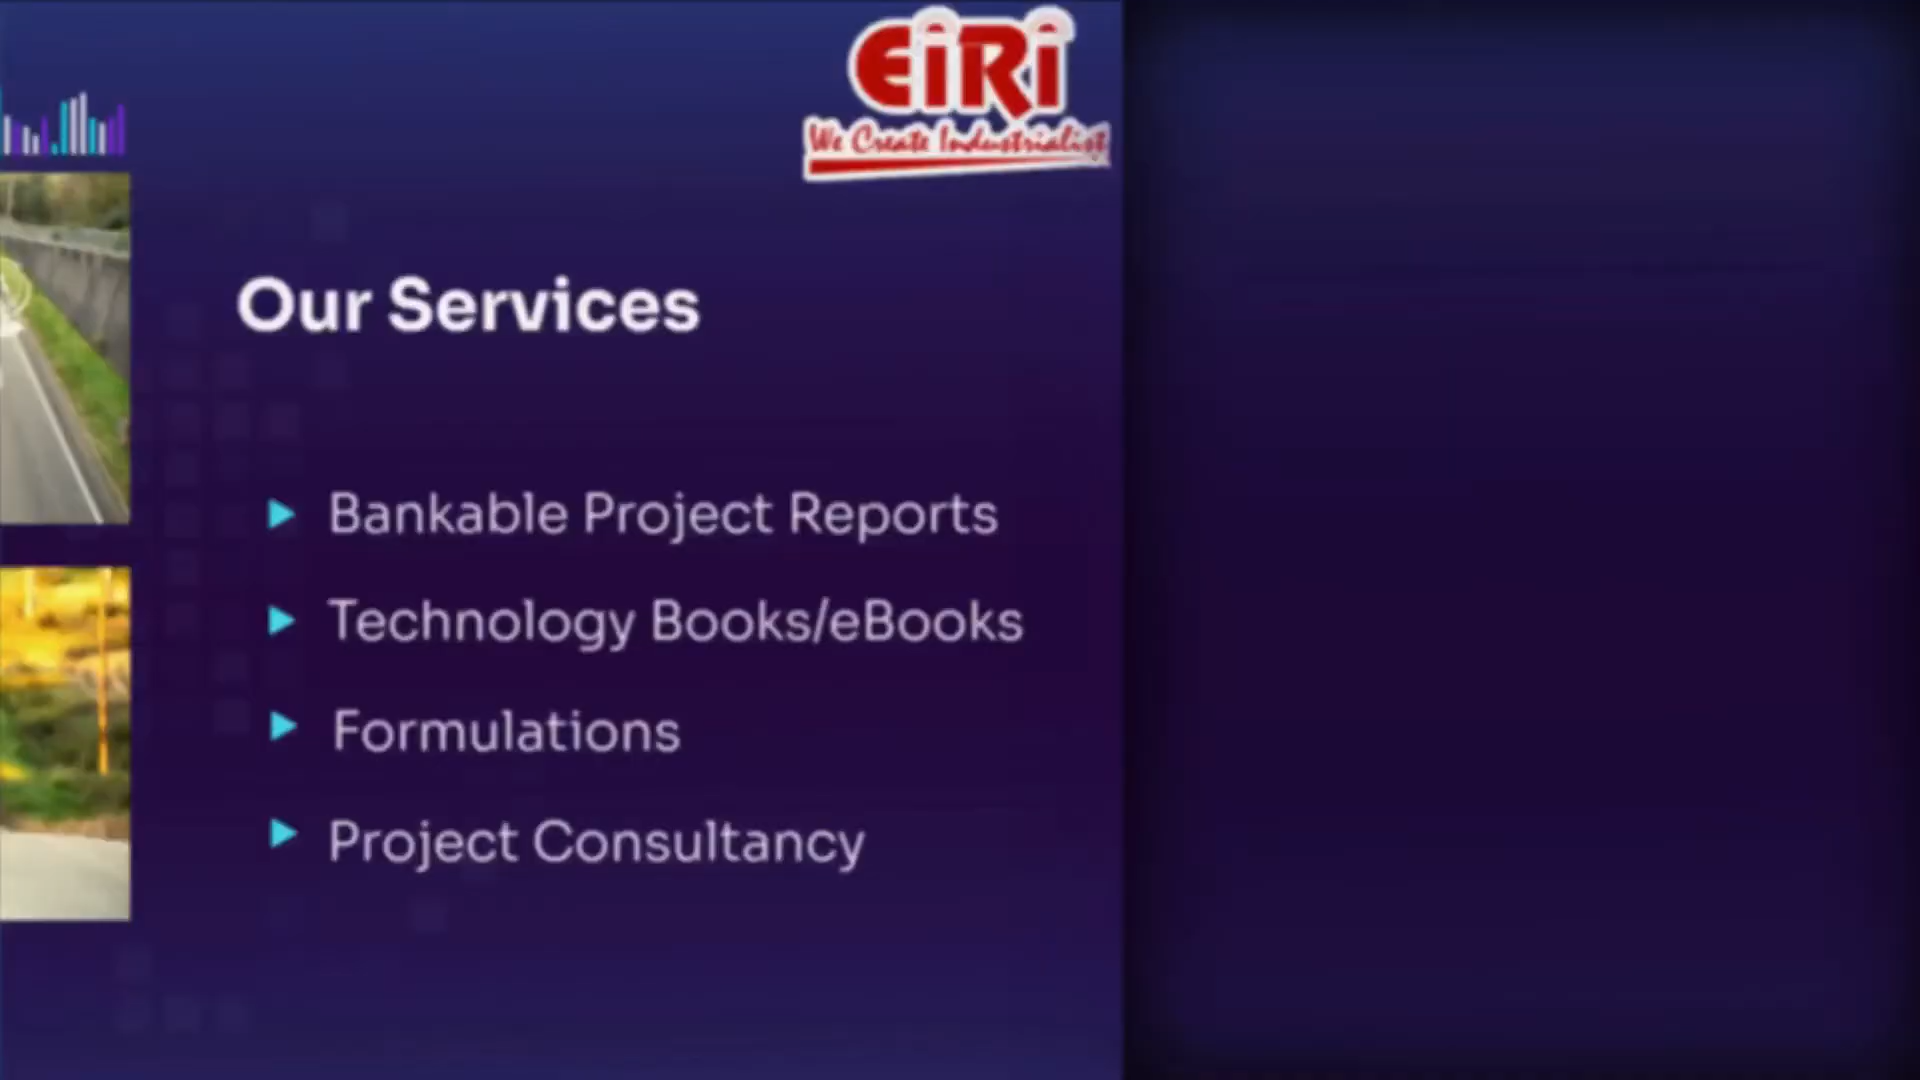 EiRi
We Create Industrialist
Our Services
Bankable Project Reports
Technology Books/eBooks
Formulations
Project Consultancy